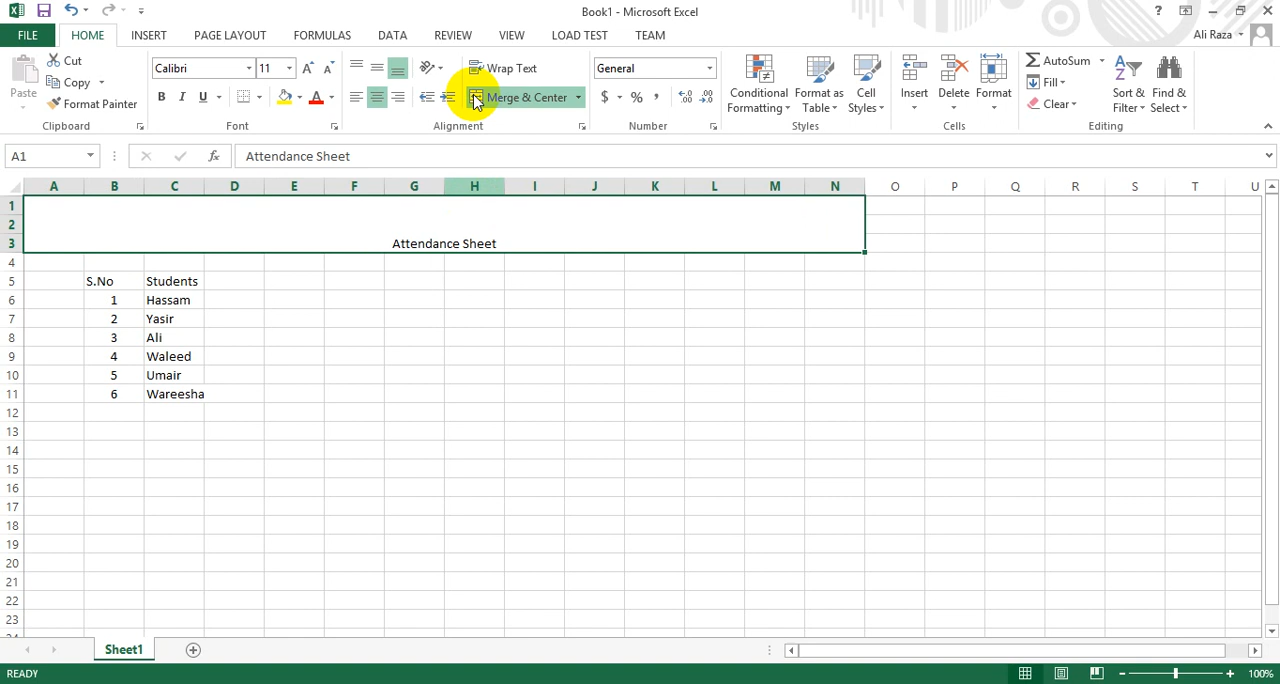 Book1 - Microsoft Excel
?
FILE HOME INSERT PAGE LAYOUT FORMULAS DATA REVIEW VIEW LOAD TEST TEAM Ali Raza
Paste
Cut
Copy
Format Painter
Clipboard
Calibri 11
B I U
Font
Wrap Text
Merge & Center
Alignment
General
$ % ,
Number
Conditional Formatting
Format as Table
Cell Styles
Styles
Insert Delete Format
Cells
AutoSum
Fill
Clear
Sort & Filter
Find & Select
Editing
A1 fx Attendance Sheet
A B C D E F G H I J K L M N O P Q R S T U
1
2
3 Attendance Sheet
4
5 S.No Students
6 1 Hassam
7 2 Yasir
8 3 Ali
9 4 Waleed
10 5 Umair
11 6 Wareesha
12
13
14
15
16
17
18
19
20
21
22
23
Sheet1
READY 100%